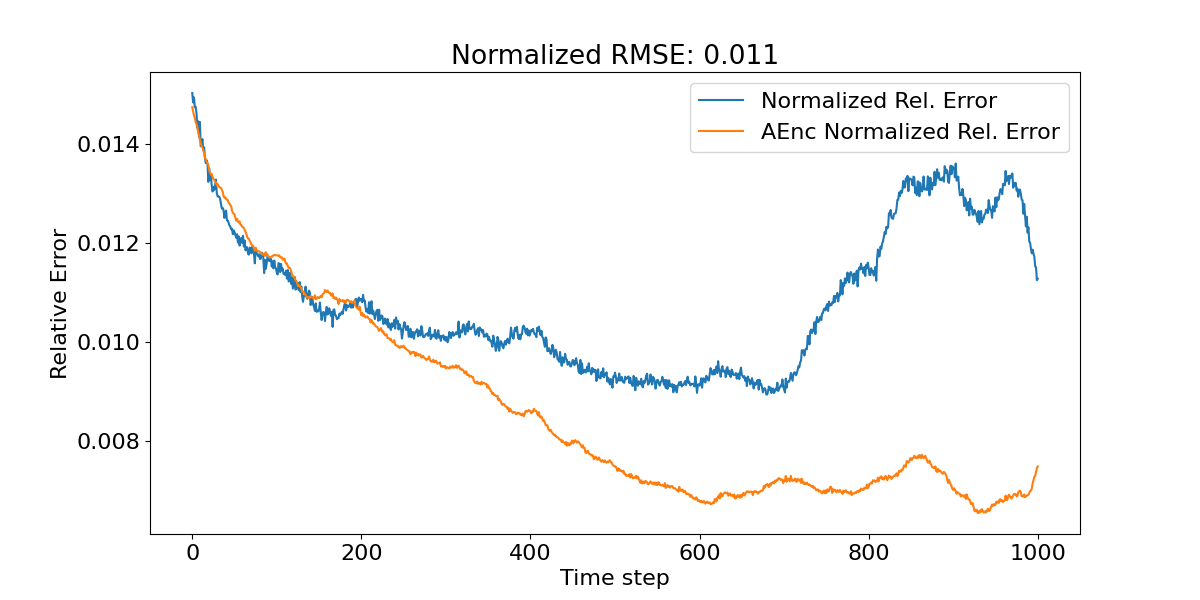 Normalized RMSE: 0.011
Normalized Rel. Error
AEnc Normalized Rel. Error
Relative Error
0.014
0.012
0.010
0.008
0 200 400 600 800 1000
Time step